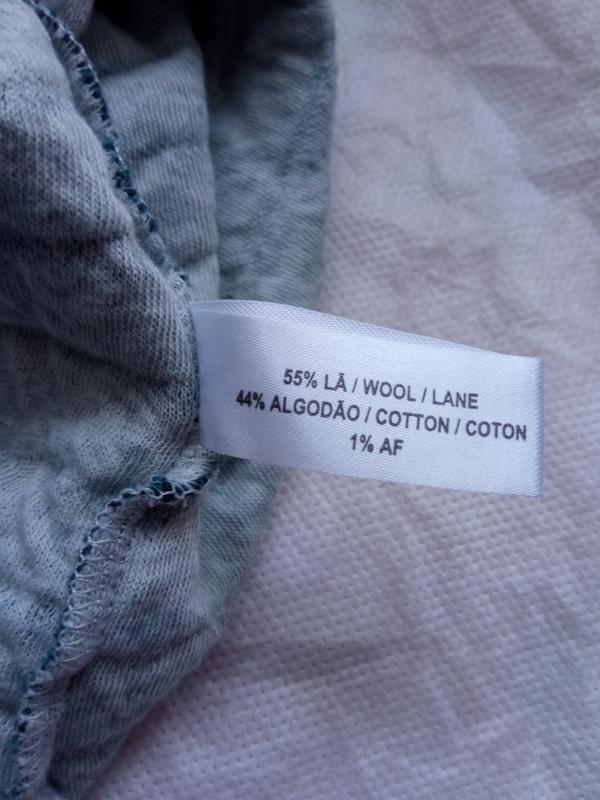 55% LÃ / WOOL / LANE
44% ALGODÃO / COTTON / COTON
1% AF